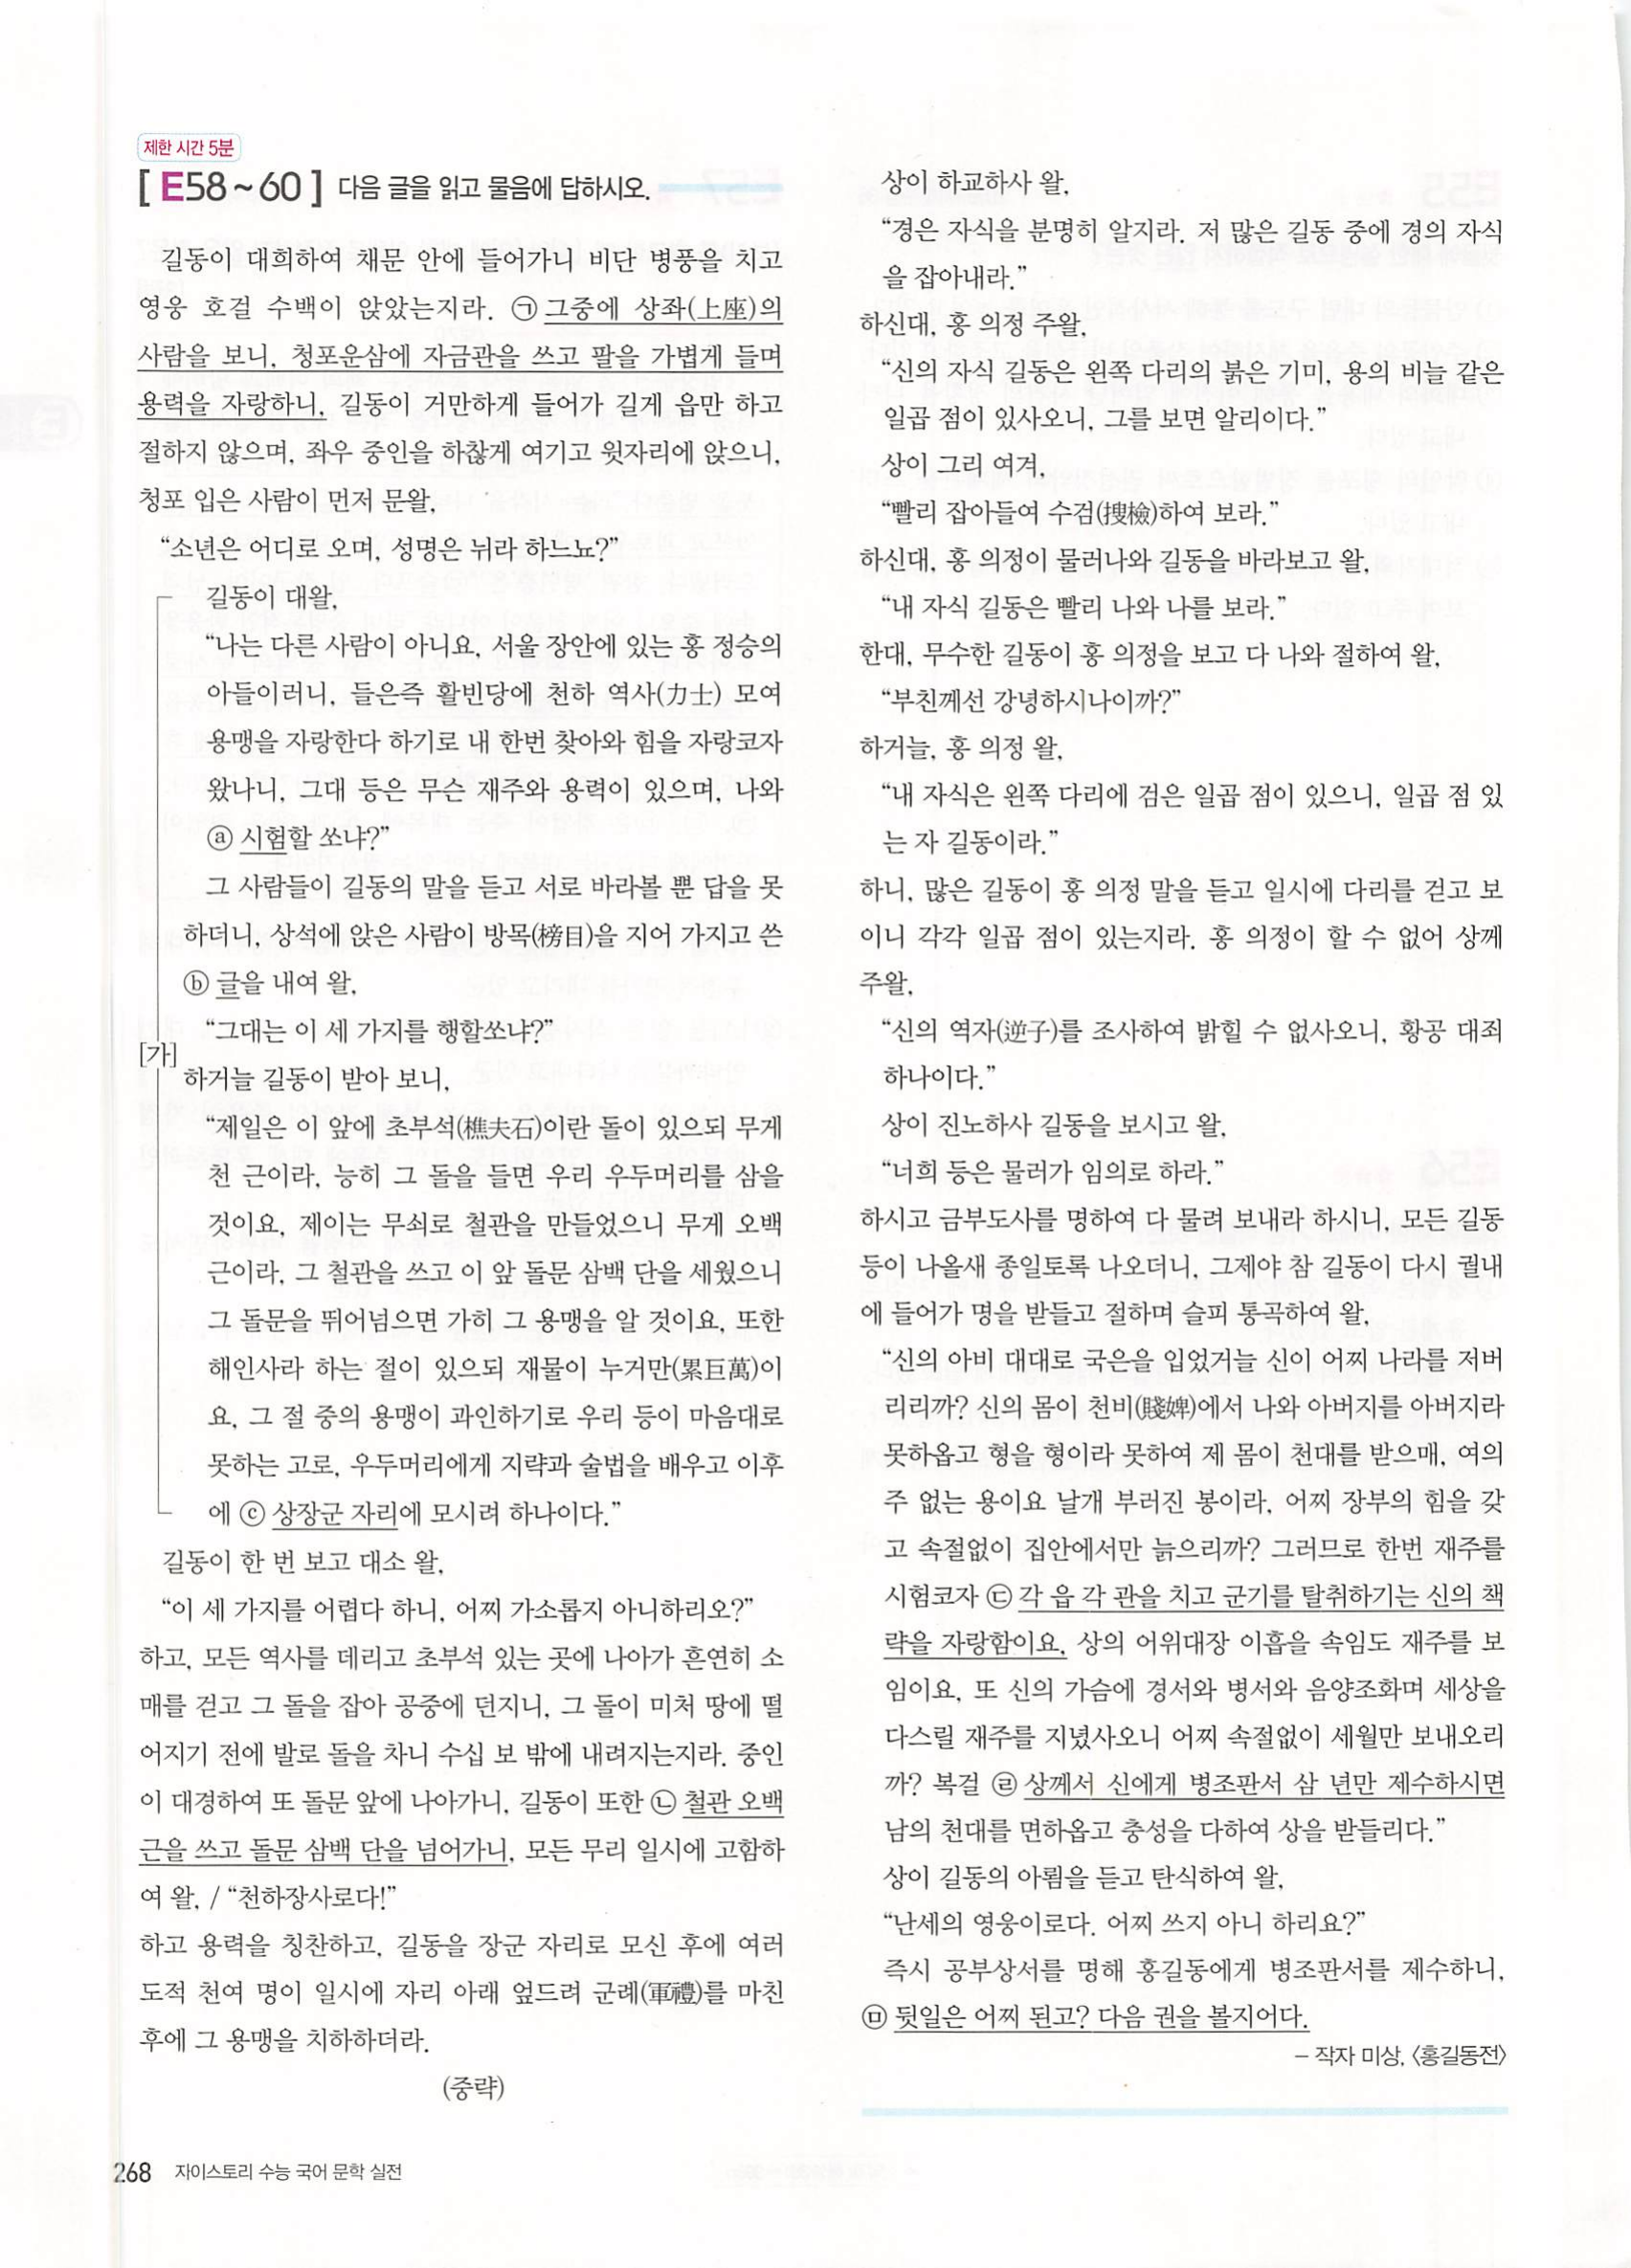 제한 시간 5분
[ E58~60 ] 다음 글을 읽고 물음에 답하시오.
길동이 대희하여 채문 안에 들어가니 비단 병풍을 치고
영웅 호걸 수백이 앉았는지라. ㉠ 그중에 상좌(上座)의
사람을 보니, 청포운삼에 자금관을 쓰고 팔을 가볍게 들며
용력을 자랑하니, 길동이 거만하게 들어가 길게 읍만 하고
절하지 않으며, 좌우 중인을 하찮게 여기고 윗자리에 앉으니,
청포 입은 사람이 먼저 문왈,
“소년은 어디로 오며, 성명은 뉘라 하느뇨?”
길동이 대왈,
“나는 다른 사람이 아니요, 서울 장안에 있는 홍 정승의
아들이러니, 들은즉 활빈당에 천하 역사(力士) 모여
용맹을 자랑한다 하기로 내 한번 찾아와 힘을 자랑코자
왔나니, 그대 등은 무슨 재주와 용력이 있으며, 나와
ⓐ 시험할 쏘냐?”
그 사람들이 길동의 말을 듣고 서로 바라볼 뿐 답을 못
하더니, 상석에 앉은 사람이 방목(榜目)을 지어 가지고 쓴
ⓑ 글을 내여 왈,
“그대는 이 세 가지를 행할쏘냐?”
[가]
하거늘 길동이 받아 보니,
“제일은 이 앞에 초부석(樵夫石)이란 돌이 있으되 무게
천 근이라, 능히 그 돌을 들면 우리 우두머리를 삼을
것이요, 제이는 무쇠로 철관을 만들었으니 무게 오백
근이라, 그 철관을 쓰고 이 앞 돌문 삼백 단을 세웠으니
그 돌문을 뛰어넘으면 가히 그 용맹을 알 것이요, 또한
해인사라 하는 절이 있으되 재물이 누거만(累巨萬)이
요, 그 절 중의 용맹이 과인하기로 우리 등이 마음대로
못하는 고로, 우두머리에게 지략과 술법을 배우고 이후
에 ⓒ 상장군 자리에 모시려 하나이다.”
길동이 한 번 보고 대소 왈,
“이 세 가지를 어렵다 하니, 어찌 가소롭지 아니하리오?”
하고, 모든 역사를 데리고 초부석 있는 곳에 나아가 흔연히 소
매를 걷고 그 돌을 잡아 공중에 던지니, 그 돌이 미처 땅에 떨
어지기 전에 발로 돌을 차니 수십 보 밖에 내려지는지라. 중인
이 대경하여 또 돌문 앞에 나아가니, 길동이 또한 ㉡ 철관 오백
근을 쓰고 돌문 삼백 단을 넘어가니, 모든 무리 일시에 고함하
여 왈, / “천하장사로다!”
하고 용력을 칭찬하고, 길동을 장군 자리로 모신 후에 여러
도적 천여 명이 일시에 자리 아래 엎드려 군례(軍禮)를 마친
후에 그 용맹을 치하하더라.
(중략)
상이 하교하사 왈,
“경은 자식을 분명히 알지라. 저 많은 길동 중에 경의 자식
을 잡아내라.”
하신대, 홍 의정 주왈,
“신의 자식 길동은 왼쪽 다리의 붉은 기미, 용의 비늘 같은
일곱 점이 있사오니, 그를 보면 알리이다.”
상이 그리 여겨,
“빨리 잡아들여 수검(搜檢)하여 보라.”
하신대, 홍 의정이 물러나와 길동을 바라보고 왈,
“내 자식 길동은 빨리 나와 나를 보라.”
한대, 무수한 길동이 홍 의정을 보고 다 나와 절하여 왈,
“부친께선 강녕하시나이까?”
하거늘, 홍 의정 왈,
“내 자식은 왼쪽 다리에 검은 일곱 점이 있으니, 일곱 점 있
는 자 길동이라.”
하니, 많은 길동이 홍 의정 말을 듣고 일시에 다리를 걷고 보
이니 각각 일곱 점이 있는지라. 홍 의정이 할 수 없어 상께
주왈,
“신의 역자(逆子)를 조사하여 밝힐 수 없사오니, 황공 대죄
하나이다.”
상이 진노하사 길동을 보시고 왈,
“너희 등은 물러가 임의로 하라.”
하시고 금부도사를 명하여 다 물려 보내라 하시니, 모든 길동
등이 나올새 종일토록 나오더니, 그제야 참 길동이 다시 궐내
에 들어가 명을 받들고 절하며 슬피 통곡하여 왈,
“신의 아비 대대로 국은을 입었거늘 신이 어찌 나라를 저버
리리까? 신의 몸이 천비(賤婢)에서 나와 아버지를 아버지라
못하옵고 형을 형이라 못하여 제 몸이 천대를 받으매, 여의
주 없는 용이요 날개 부러진 봉이라, 어찌 장부의 힘을 갖
고 속절없이 집안에서만 늙으리까? 그러므로 한번 재주를
시험코자 ㉢ 각 읍 각 관을 치고 군기를 탈취하기는 신의 책
략을 자랑함이요, 상의 어위대장 이흡을 속임도 재주를 보
임이요, 또 신의 가슴에 경서와 병서와 음양조화며 세상을
다스릴 재주를 지녔사오니 어찌 속절없이 세월만 보내오리
까? 복걸 ㉣ 상께서 신에게 병조판서 삼 년만 제수하시면
남의 천대를 면하옵고 충성을 다하여 상을 받들리다.”
상이 길동의 아룀을 듣고 탄식하여 왈,
“난세의 영웅이로다. 어찌 쓰지 아니 하리요?”
즉시 공부상서를 명해 홍길동에게 병조판서를 제수하니,
㉤ 뒷일은 어찌 된고? 다음 권을 볼지어다.
– 작자 미상, 〈홍길동전〉
268 자이스토리 수능 국어 문학 실전